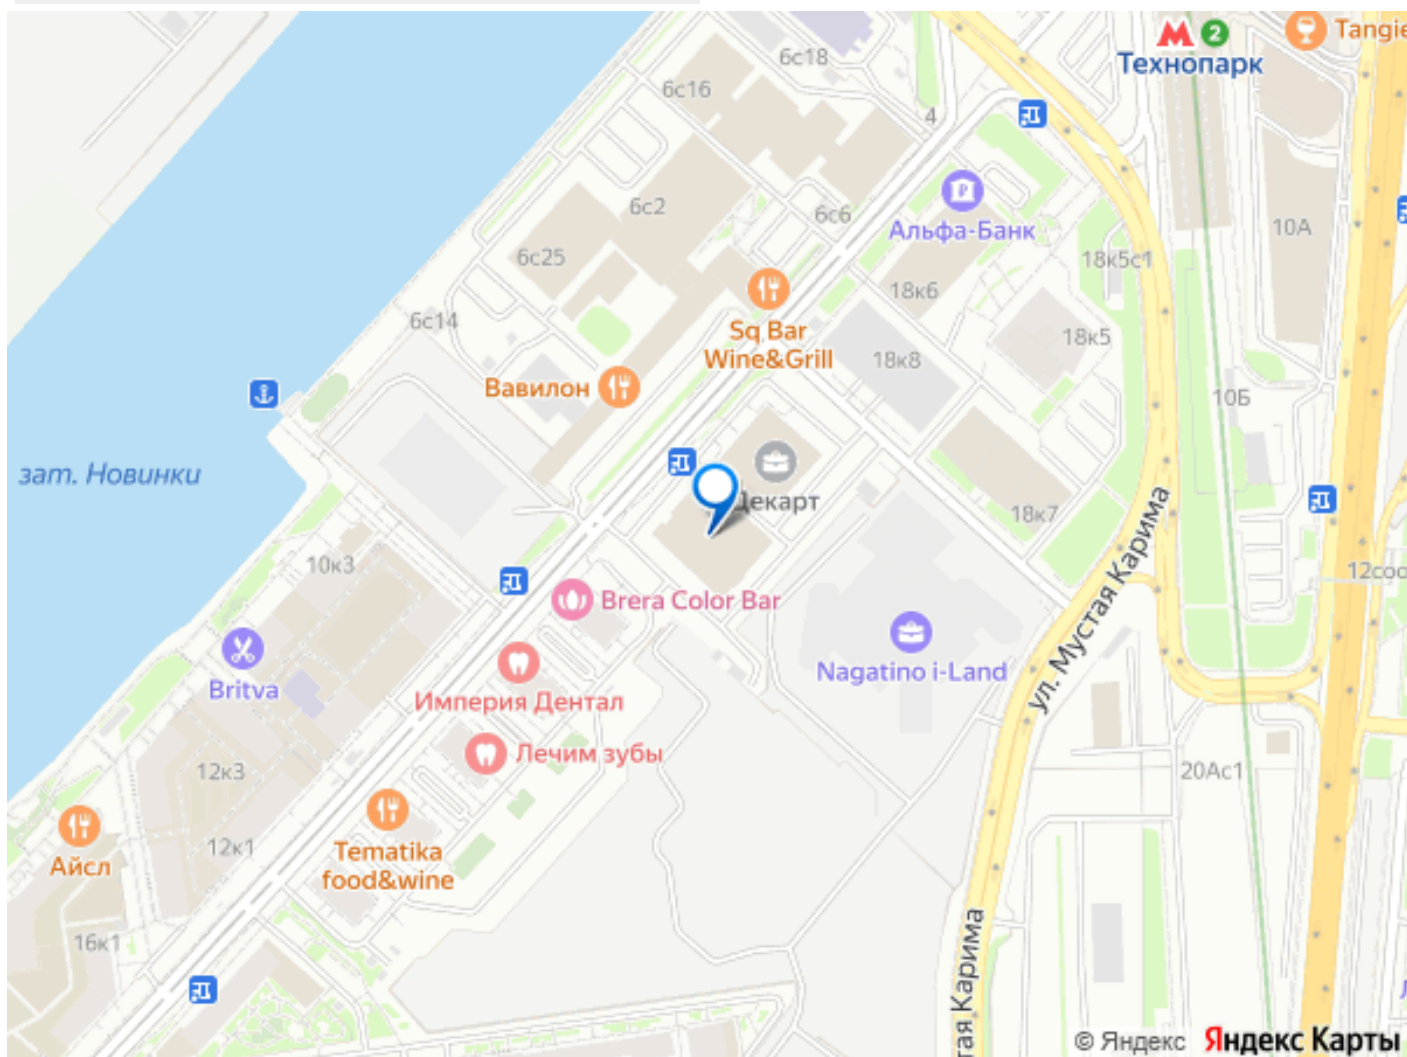 6с18
6с16
Tangie
2
Технопарк
4
6с2
6с6
Альфа-Банк
10А
6с25
18к5с1
18к6
6с14
Sq Bar
Wine&Grill
18к5
18к8
Вавилон
10Б
зат. Новинки
Декарт
18к7
ул. Мустая Карима
10к3
12соо
Brera Color Bar
Britva
Империя Дентал
Nagatino i-Land
Лечим зубы
12к3
20Ас1
Айсл
12к1
Tematika
food&wine
16к1
тая Карима
© Яндекс Яндекс Карты